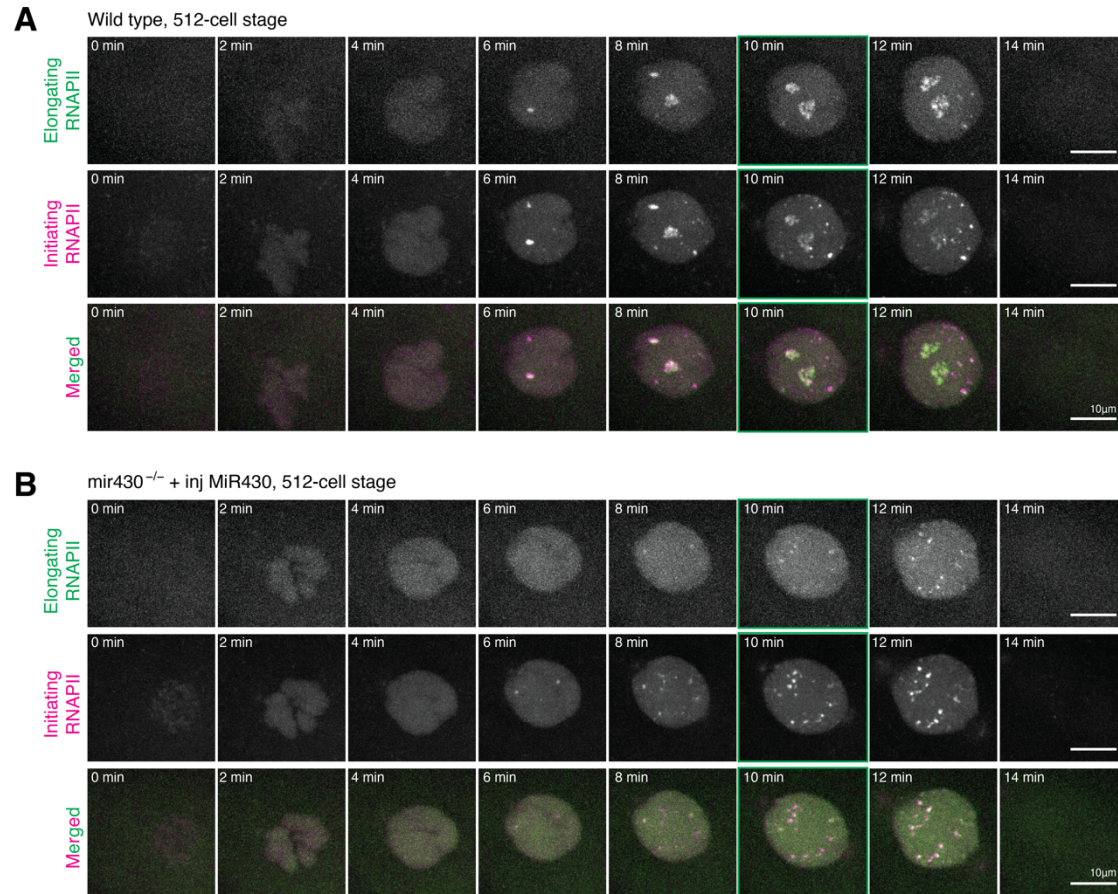 A
Wild type, 512-cell stage
Elongating
RNAPII
0 min
2 min
4 min
6 min
8 min
10 min
12 min
14 min
Initiating
RNAPII
0 min
2 min
4 min
6 min
8 min
10 min
12 min
14 min
Merged
0 min
2 min
4 min
6 min
8 min
10 min
12 min
14 min
10µm
B
mir430−/− + inj MiR430, 512-cell stage
Elongating
RNAPII
0 min
2 min
4 min
6 min
8 min
10 min
12 min
14 min
Initiating
RNAPII
0 min
2 min
4 min
6 min
8 min
10 min
12 min
14 min
Merged
0 min
2 min
4 min
6 min
8 min
10 min
12 min
14 min
10µm